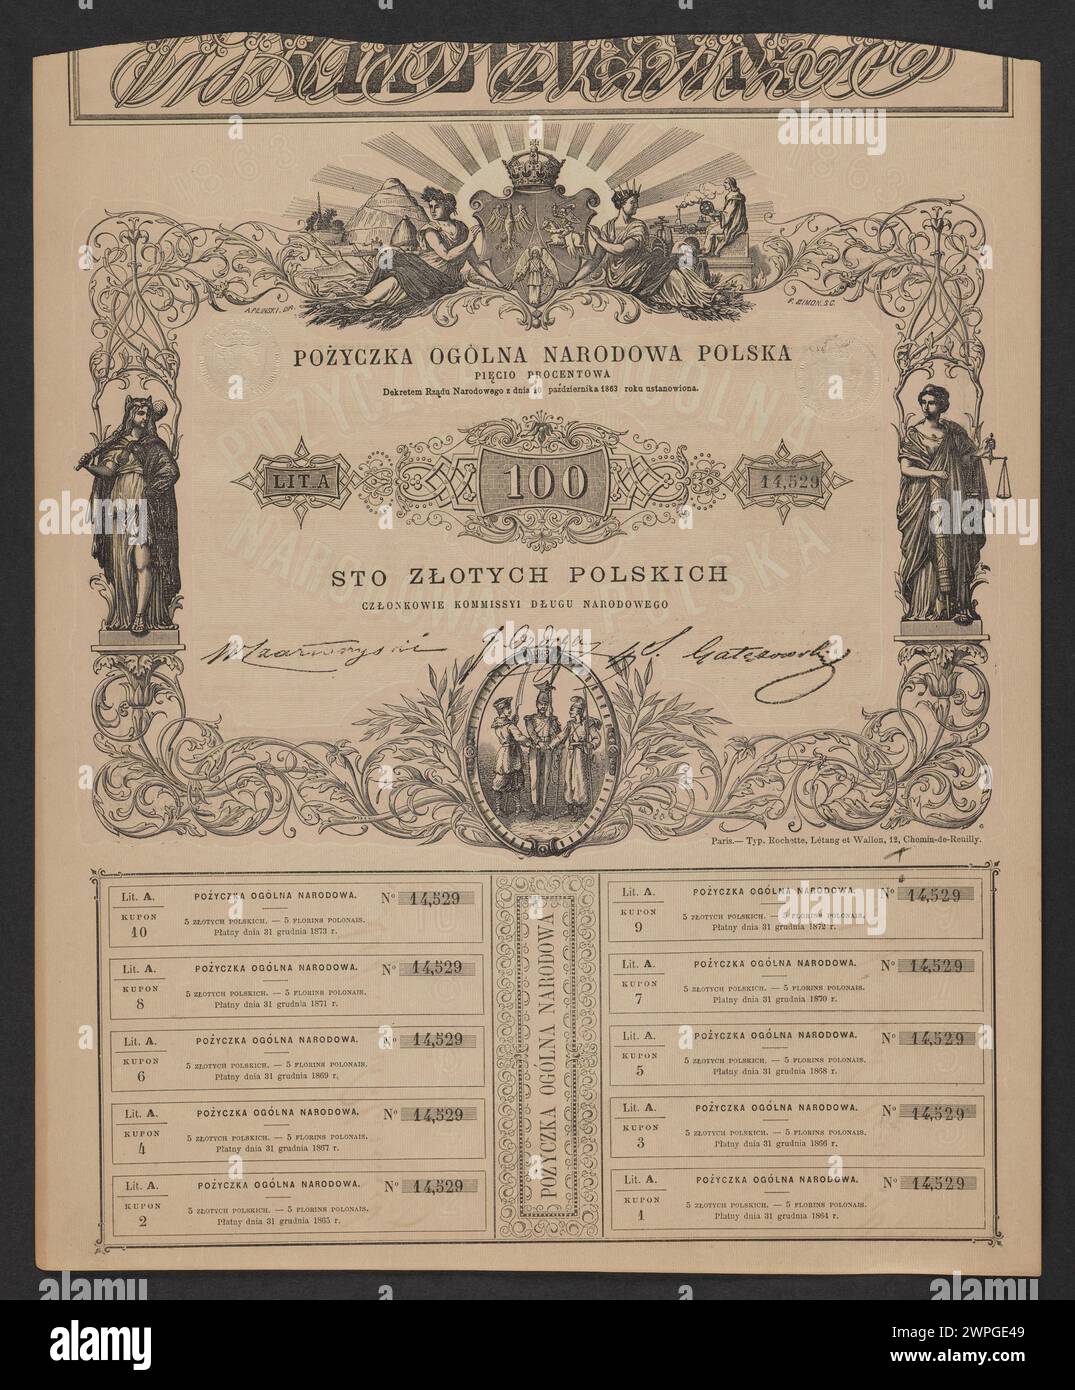 A. PILIŃSKI. DIR.
F. ZIMON. SC.
POŻYCZKA OGÓLNA NARODOWA POLSKA
PIĘCIO PROCENTOWA
Dekretem Rządu Narodowego z dnia 10 października 1863 roku ustanowiona.
LIT. A
100
14,529
STO ZŁOTYCH POLSKICH
CZŁONKOWIE KOMMISSYI DŁUGU NARODOWEGO
Paris.— Typ. Rochette, Létang et Wallon, 12, Chemin-de-Reuilly.
Lit. A. POŻYCZKA OGÓLNA NARODOWA. No 14,529
KUPON 5 ZŁOTYCH POLSKICH. — 5 FLORINS POLONAIS.
10 Płatny dnia 31 grudnia 1873 r.
Lit. A. POŻYCZKA OGÓLNA NARODOWA. No 14,529
KUPON 5 ZŁOTYCH POLSKICH. — 5 FLORINS POLONAIS.
9 Płatny dnia 31 grudnia 1872 r.
Lit. A. POŻYCZKA OGÓLNA NARODOWA. No 14,529
KUPON 5 ZŁOTYCH POLSKICH. — 5 FLORINS POLONAIS.
8 Płatny dnia 31 grudnia 1871 r.
Lit. A. POŻYCZKA OGÓLNA NARODOWA. No 14,529
KUPON 5 ZŁOTYCH POLSKICH. — 5 FLORINS POLONAIS.
7 Płatny dnia 31 grudnia 1870 r.
Lit. A. POŻYCZKA OGÓLNA NARODOWA. No 14,529
KUPON 5 ZŁOTYCH POLSKICH. — 5 FLORINS POLONAIS.
6 Płatny dnia 31 grudnia 1869 r.
Lit. A. POŻYCZKA OGÓLNA NARODOWA. No 14,529
KUPON 5 ZŁOTYCH POLSKICH. — 5 FLORINS POLONAIS.
5 Płatny dnia 31 grudnia 1868 r.
Lit. A. POŻYCZKA OGÓLNA NARODOWA. No 14,529
KUPON 5 ZŁOTYCH POLSKICH. — 5 FLORINS POLONAIS.
4 Płatny dnia 31 grudnia 1867 r.
Lit. A. POŻYCZKA OGÓLNA NARODOWA. No 14,529
KUPON 5 ZŁOTYCH POLSKICH. — 5 FLORINS POLONAIS.
3 Płatny dnia 31 grudnia 1866 r.
Lit. A. POŻYCZKA OGÓLNA NARODOWA. No 14,529
KUPON 5 ZŁOTYCH POLSKICH. — 5 FLORINS POLONAIS.
2 Płatny dnia 31 grudnia 1865 r.
Lit. A. POŻYCZKA OGÓLNA NARODOWA. No 14,529
KUPON 5 ZŁOTYCH POLSKICH. — 5 FLORINS POLONAIS.
1 Płatny dnia 31 grudnia 1864 r.
POŻYCZKA OGÓLNA NARODOWA
alamy
Image ID: 2WPGE49
www.alamy.com